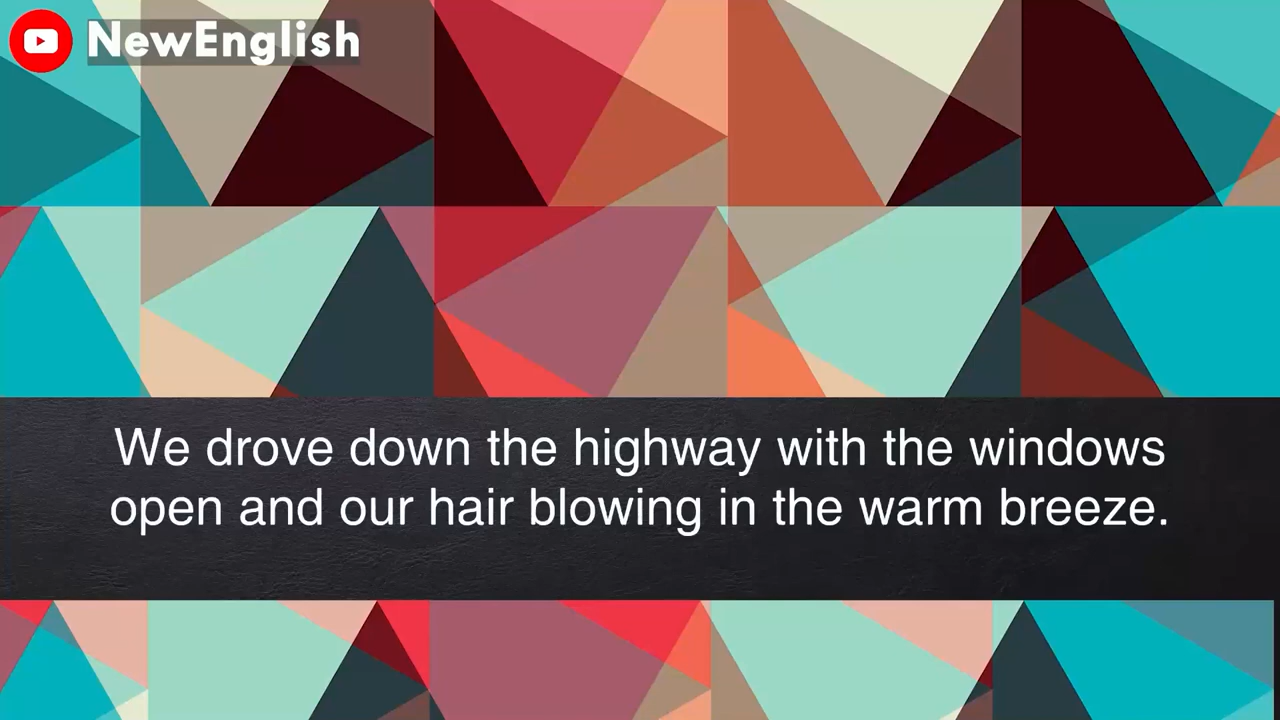 NewEnglish
We drove down the highway with the windows
open and our hair blowing in the warm breeze.